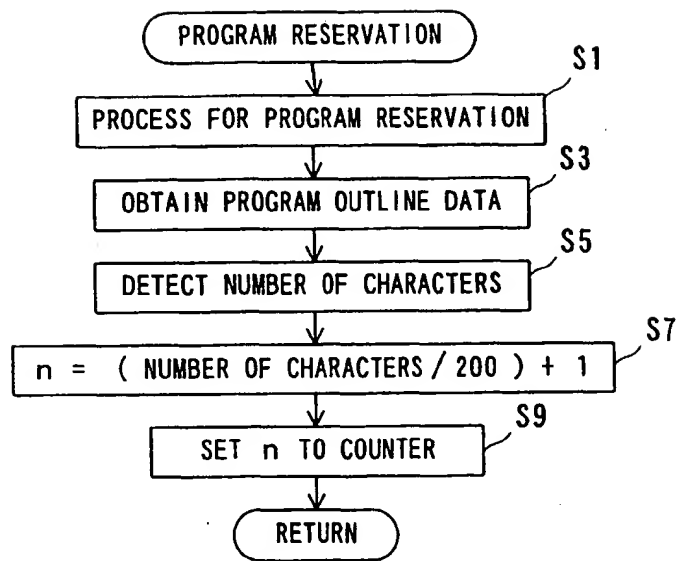 PROGRAM RESERVATION
S1
PROCESS FOR PROGRAM RESERVATION
S3
OBTAIN PROGRAM OUTLINE DATA
S5
DETECT NUMBER OF CHARACTERS
S7
n = ( NUMBER OF CHARACTERS / 200 ) + 1
S9
SET n TO COUNTER
RETURN